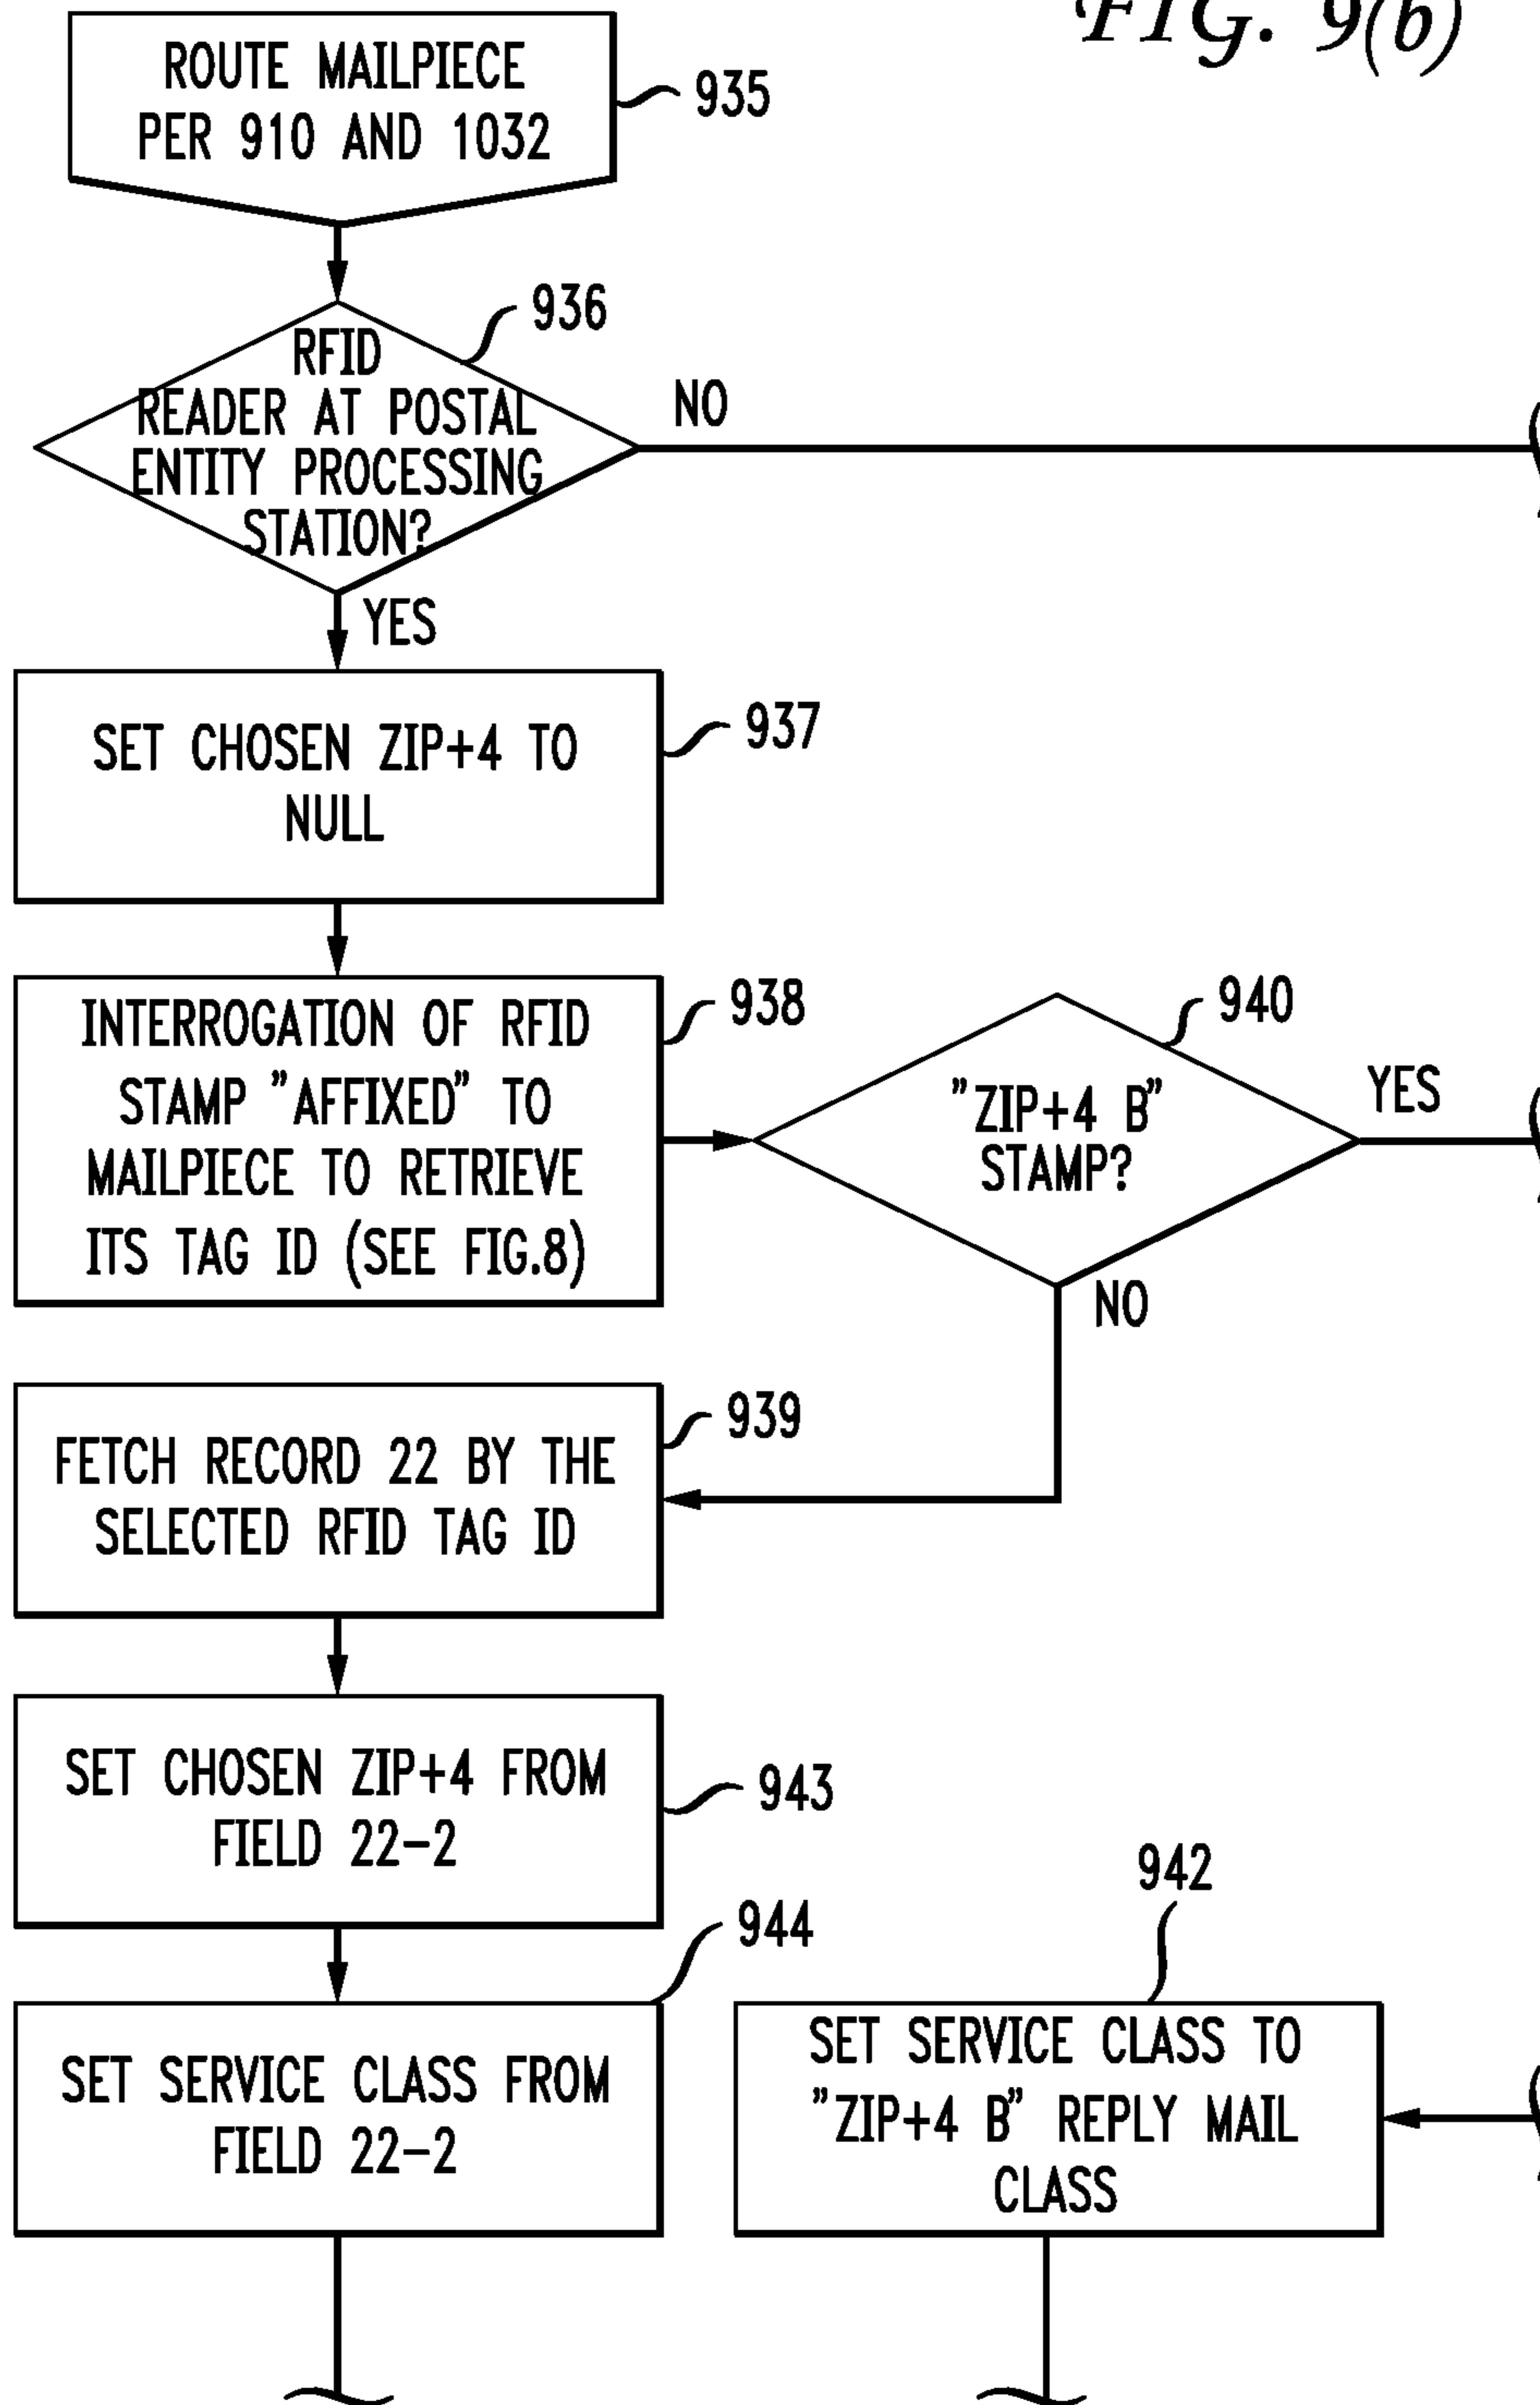 FIG. 9(b)
ROUTE MAILPIECE
PER 910 AND 1032
935
936
RFID
READER AT POSTAL
ENTITY PROCESSING
STATION?
NO
YES
SET CHOSEN ZIP+4 TO
NULL
937
INTERROGATION OF RFID
STAMP "AFFIXED" TO
MAILPIECE TO RETRIEVE
ITS TAG ID (SEE FIG.8)
938
940
"ZIP+4 B"
STAMP?
YES
NO
FETCH RECORD 22 BY THE
SELECTED RFID TAG ID
939
SET CHOSEN ZIP+4 FROM
FIELD 22-2
943
944
SET SERVICE CLASS FROM
FIELD 22-2
942
SET SERVICE CLASS TO
"ZIP+4 B" REPLY MAIL
CLASS